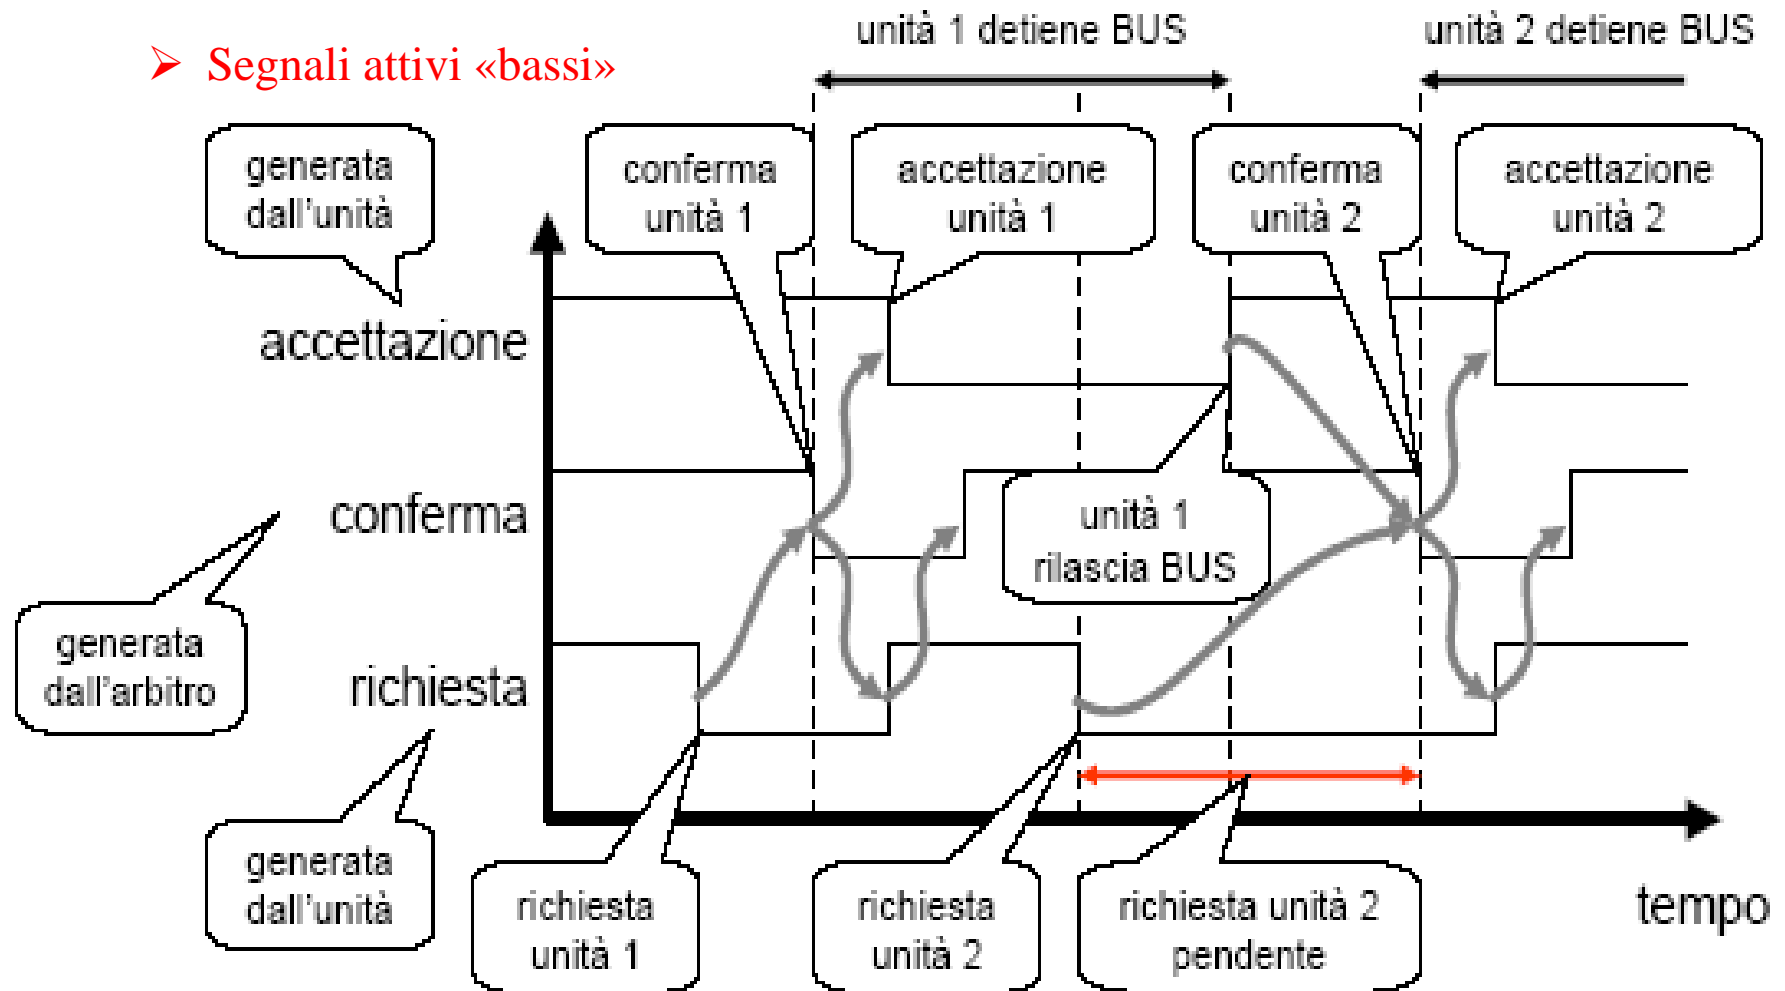 unità 1 detiene BUS
unità 2 detiene BUS
➢ Segnali attivi «bassi»
generata
dall'unità
conferma
unità 1
accettazione
unità 1
conferma
unità 2
accettazione
unità 2
accettazione
conferma
unità 1
rilascia BUS
generata
dall'arbitro
richiesta
generata
dall'unità
richiesta
unità 1
richiesta
unità 2
richiesta unità 2
pendente
tempo